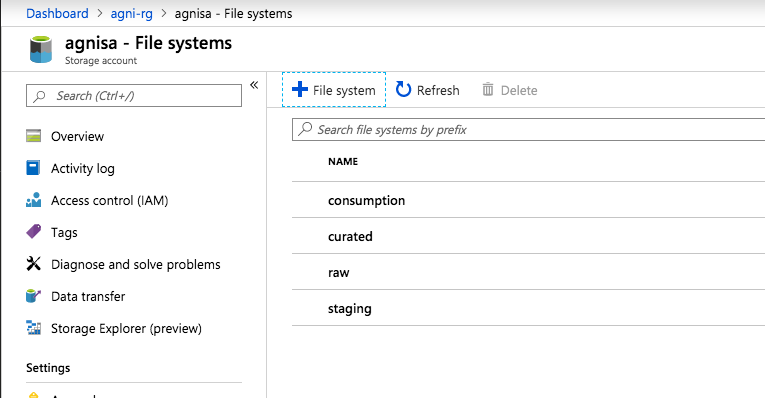 Dashboard > agni-rg > agnisa - File systems
agnisa - File systems
Storage account
Search (Ctrl+/)
«
Overview
Activity log
Access control (IAM)
Tags
Diagnose and solve problems
Data transfer
Storage Explorer (preview)
Settings
File system Refresh Delete
Search file systems by prefix
NAME
consumption
curated
raw
staging